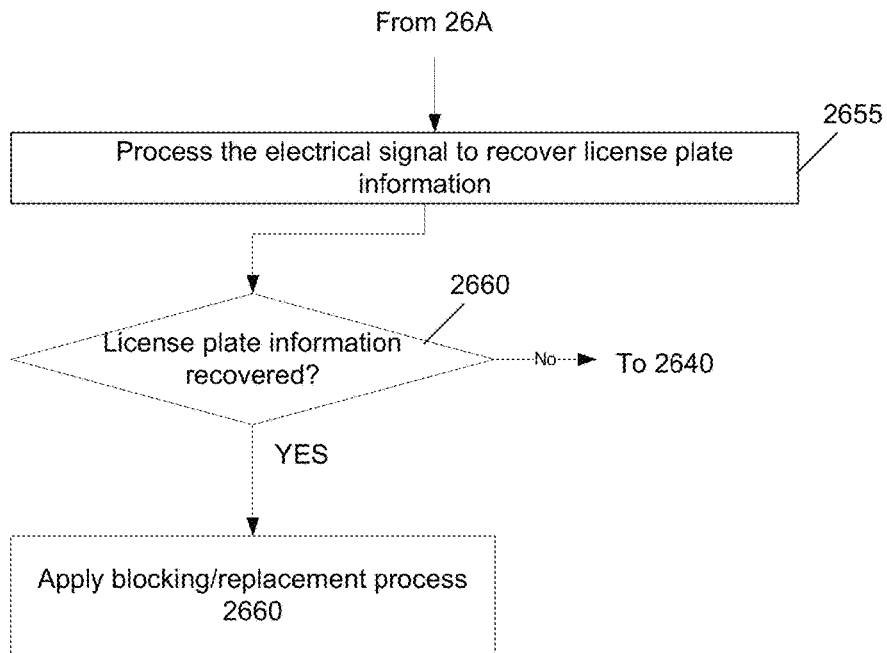 From 26A
2655
Process the electrical signal to recover license plate
information
2660
License plate information
recovered?
No
To 2640
YES
Apply blocking/replacement process
2660